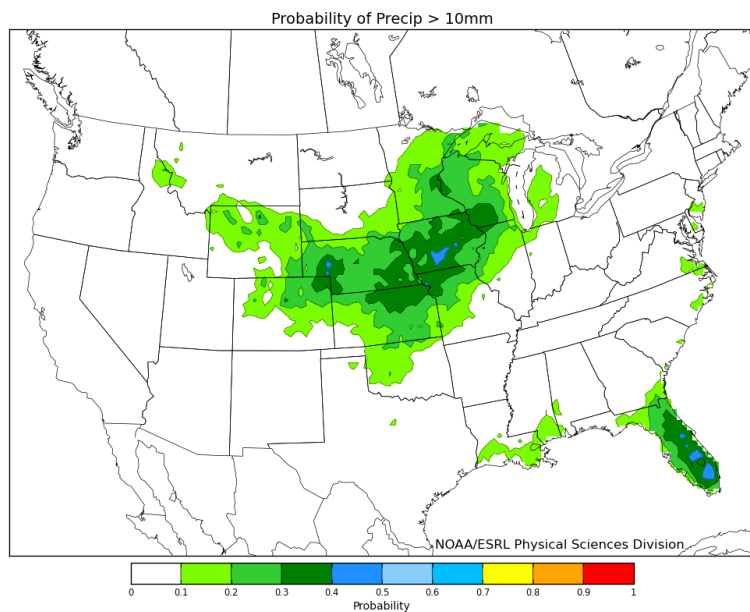 Probability of Precip > 10mm
NOAA/ESRL Physical Sciences Division
0 0.1 0.2 0.3 0.4 0.5 0.6 0.7 0.8 0.9 1
Probability